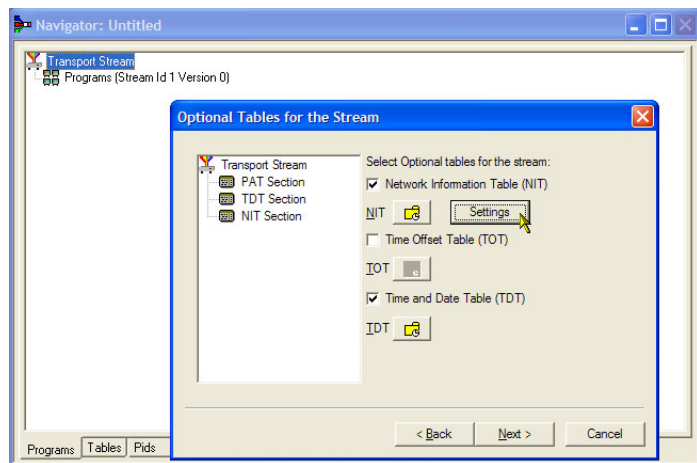 Navigator: Untitled
Transport Stream
Programs (Stream Id 1 Version 0)
Optional Tables for the Stream
Transport Stream
PAT Section
TDT Section
NIT Section
Select Optional tables for the stream:
Network Information Table (NIT)
NIT
Settings
Time Offset Table (TOT)
TOT
Time and Date Table (TDT)
TDT
< Back Next > Cancel
Programs Tables Pids